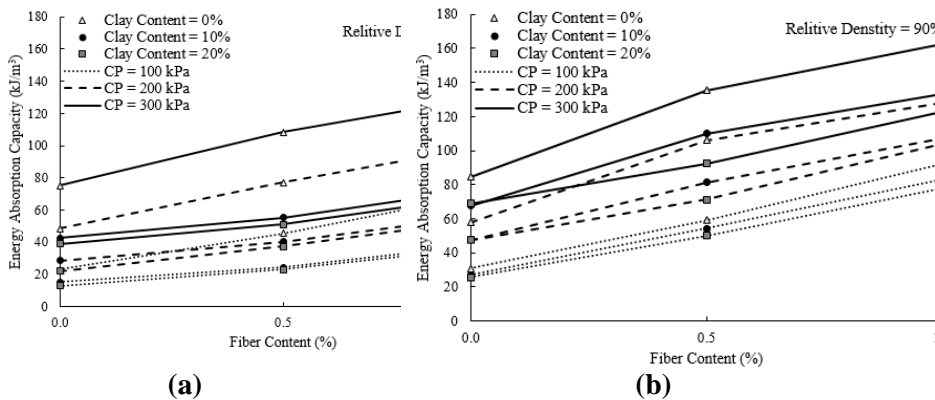 180
160
140
120
100
80
60
40
20
0
Energy Absorption Capacity (kJ/m³)
Clay Content = 0%
Clay Content = 10%
Clay Content = 20%
CP = 100 kPa
CP = 200 kPa
CP = 300 kPa
Relitive D
0.0
0.5
Fiber Content (%)
(a)
180
160
140
120
100
80
60
40
20
0
Energy Absorption Capacity (kJ/m³)
Clay Content = 0%
Clay Content = 10%
Clay Content = 20%
CP = 100 kPa
CP = 200 kPa
CP = 300 kPa
Relitive Denstity = 90%
0.0
0.5
Fiber Content (%)
(b)